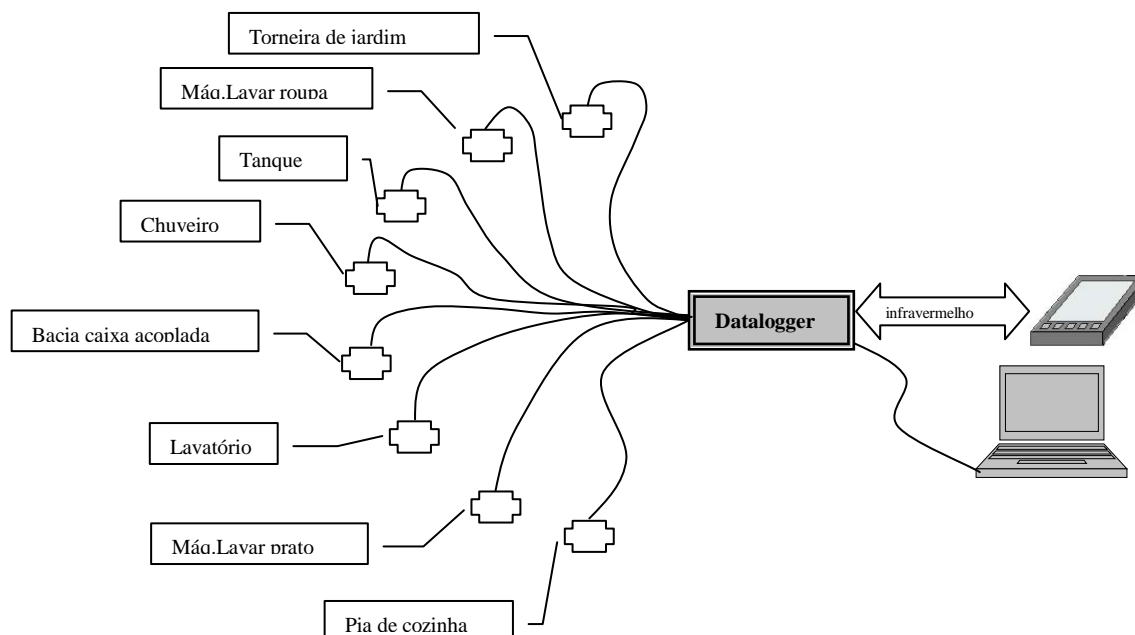 Torneira de jardim
Máq.Lavar roupa
Tanque
Chuveiro
Bacia caixa acoplada
Lavatório
Máq.Lavar prato
Pia de cozinha
Datalogger
infravermelho